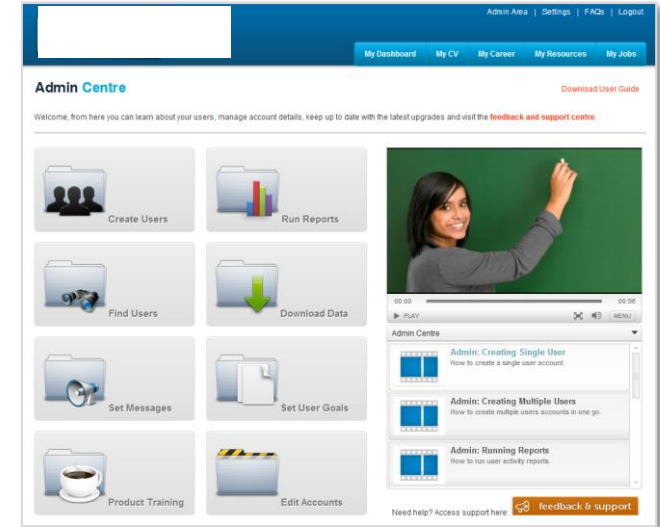 Admin Area | Settings | FAQs | Logout
My Dashboard My CV My Career My Resources My Jobs
Admin Centre
Download User Guide
Welcome, from here you can learn about your users, manage account details, keep up to date with the latest upgrades and visit the feedback and support centre.
Create Users
Run Reports
Find Users
Download Data
Set Messages
Set User Goals
Product Training
Edit Accounts
00:00 00:56
PLAY MENU
Admin Centre
Admin: Creating Single User
How to create a single user account.
Admin: Creating Multiple Users
How to create multiple users accounts in one go.
Admin: Running Reports
How to run user activity reports.
Need help? Access support here: feedback & support